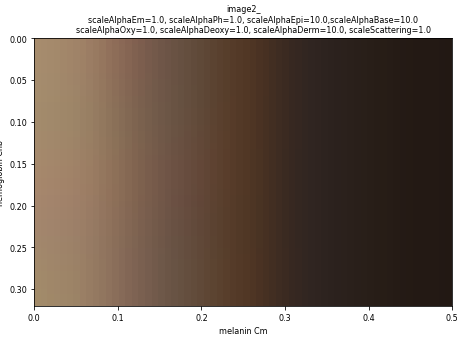 image2_
scaleAlphaEm=1.0, scaleAlphaPh=1.0, scaleAlphaEpi=10.0,scaleAlphaBase=10.0
scaleAlphaOxy=1.0, scaleAlphaDeoxy=1.0, scaleAlphaDerm=10.0, scaleScattering=1.0
0.00
0.05
0.10
0.15
0.20
0.25
0.30
0.0 0.1 0.2 0.3 0.4 0.5
melanin Cm